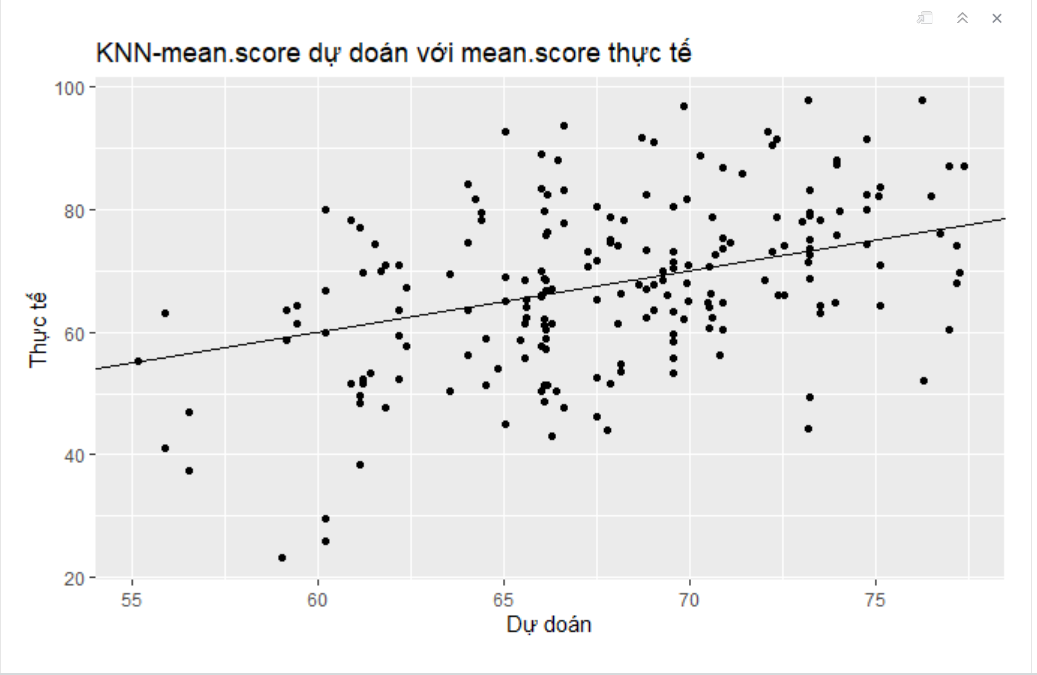 KNN-mean.score dự doán với mean.score thực tế
100
80
60
40
20
Thực tế
55 60 65 70 75
Dự doán